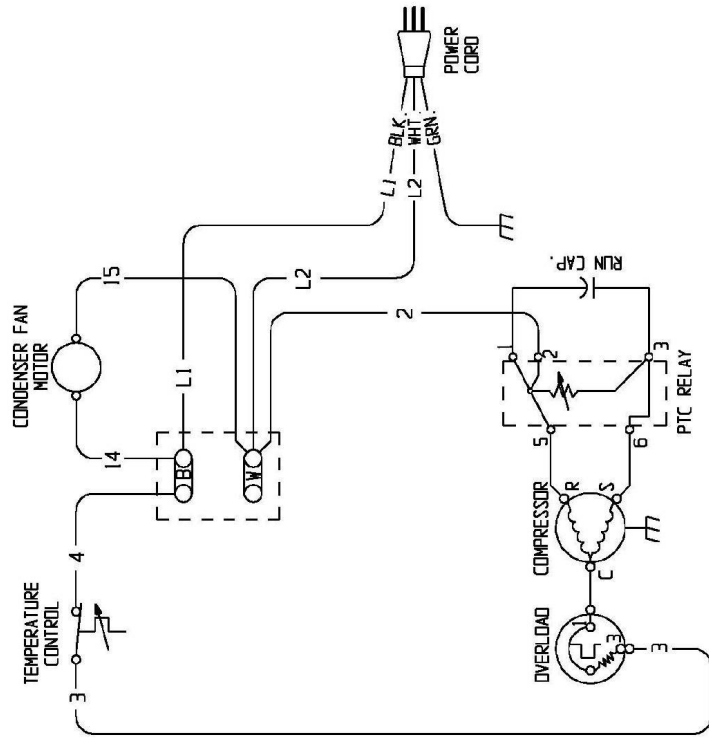 POWER
CORD
BLK.
WHT.
GRN.
L1
L2
15
L2
2
L1
CONDENSER FAN
MOTOR
14
B
W
4
TEMPERATURE
CONTROL
3
RUN CAP.
1
2
3
PTC RELAY
5
6
COMPRESSOR
R
S
C
OVERLOAD
1
3
3